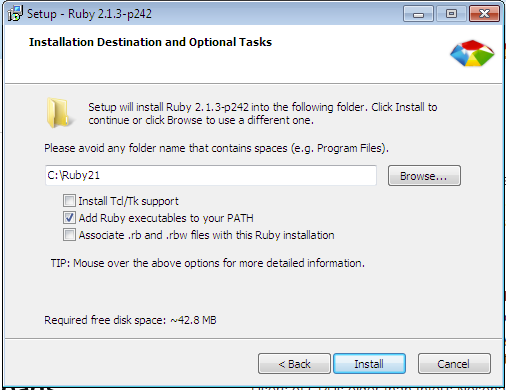 Setup - Ruby 2.1.3-p242
Installation Destination and Optional Tasks
Setup will install Ruby 2.1.3-p242 into the following folder. Click Install to
continue or click Browse to use a different one.
Please avoid any folder name that contains spaces (e.g. Program Files).
C:\Ruby21
Browse...
Install Tcl/Tk support
Add Ruby executables to your PATH
Associate .rb and .rbw files with this Ruby installation
TIP: Mouse over the above options for more detailed information.
Required free disk space: ~42.8 MB
< Back
Install
Cancel